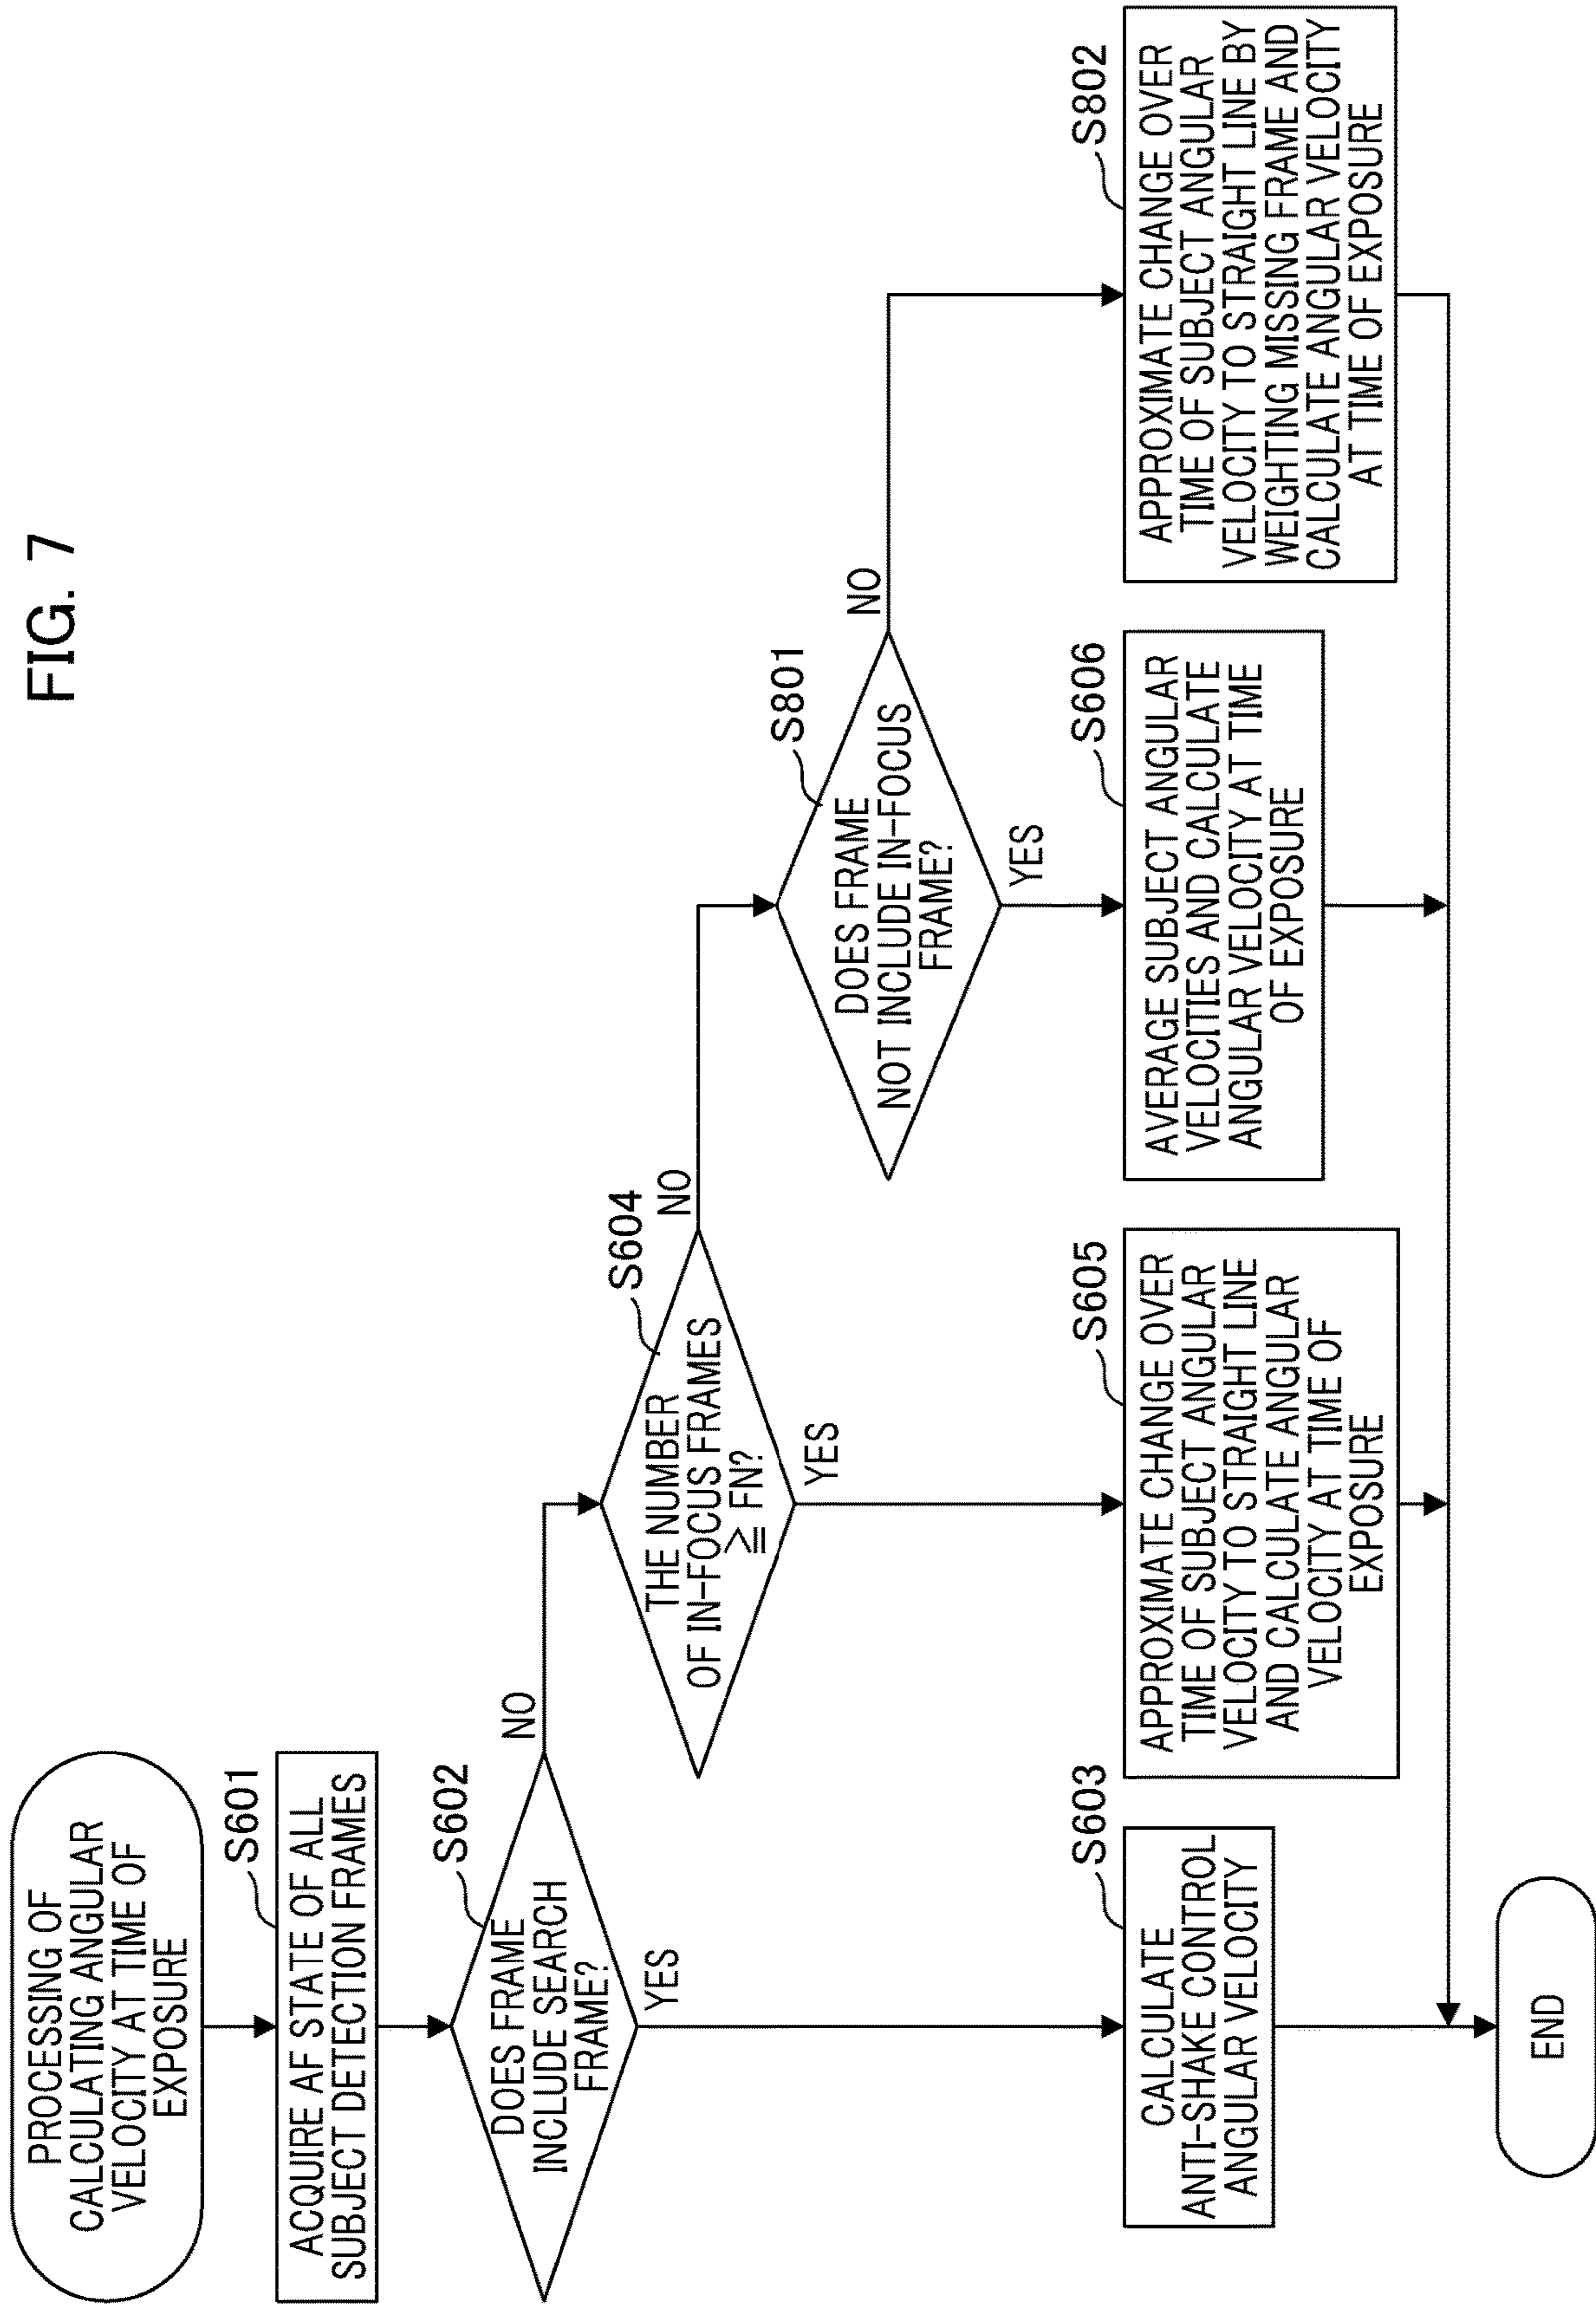 FIG. 7
PROCESSING OF
CALCULATING ANGULAR
VELOCITY AT TIME OF
EXPOSURE
S601
ACQUIRE AF STATE OF ALL
SUBJECT DETECTION FRAMES
S602
DOES FRAME
INCLUDE SEARCH
FRAME?
NO
YES
S604
THE NUMBER
OF IN-FOCUS FRAMES
≧ FN?
NO
YES
S801
DOES FRAME
NOT INCLUDE IN-FOCUS
FRAME?
NO
YES
S603
CALCULATE
ANTI-SHAKE CONTROL
ANGULAR VELOCITY
S605
APPROXIMATE CHANGE OVER
TIME OF SUBJECT ANGULAR
VELOCITY TO STRAIGHT LINE
AND CALCULATE ANGULAR
VELOCITY AT TIME OF
EXPOSURE
S606
AVERAGE SUBJECT ANGULAR
VELOCITIES AND CALCULATE
ANGULAR VELOCITY AT TIME
OF EXPOSURE
S802
APPROXIMATE CHANGE OVER
TIME OF SUBJECT ANGULAR
VELOCITY TO STRAIGHT LINE BY
WEIGHTING MISSING FRAME AND
CALCULATE ANGULAR VELOCITY
AT TIME OF EXPOSURE
END